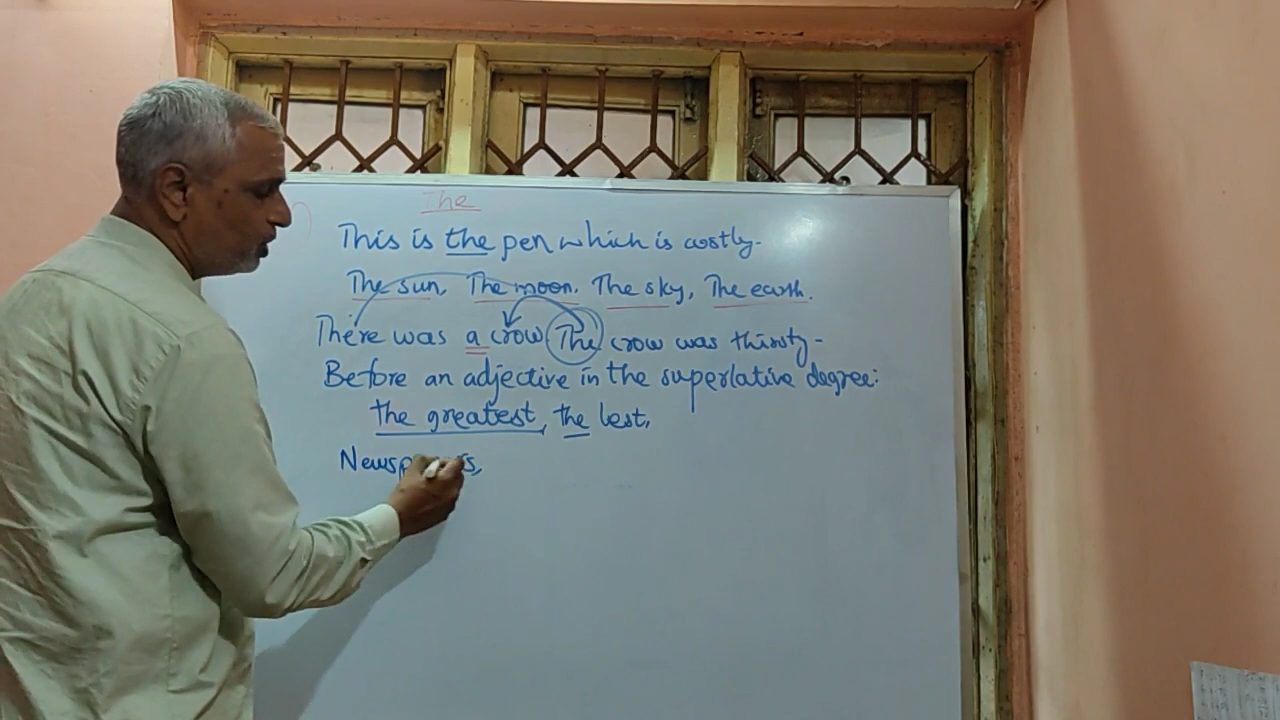 The
This is the pen which is costly.
The sun, The moon, The sky, The earth.
There was a crow. The crow was thirsty.
Before an adjective in the superlative degree:
the greatest, the best,